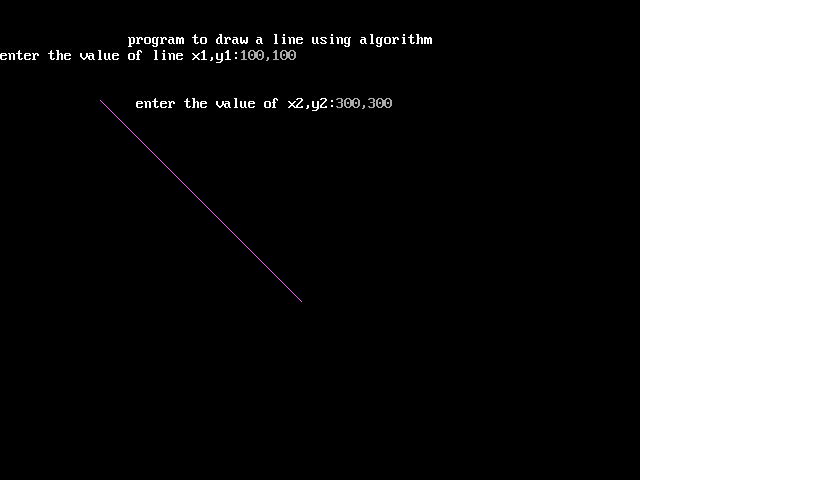 program to draw a line using algorithm
enter the value of line x1,y1:100,100
enter the value of x2,y2:300,300